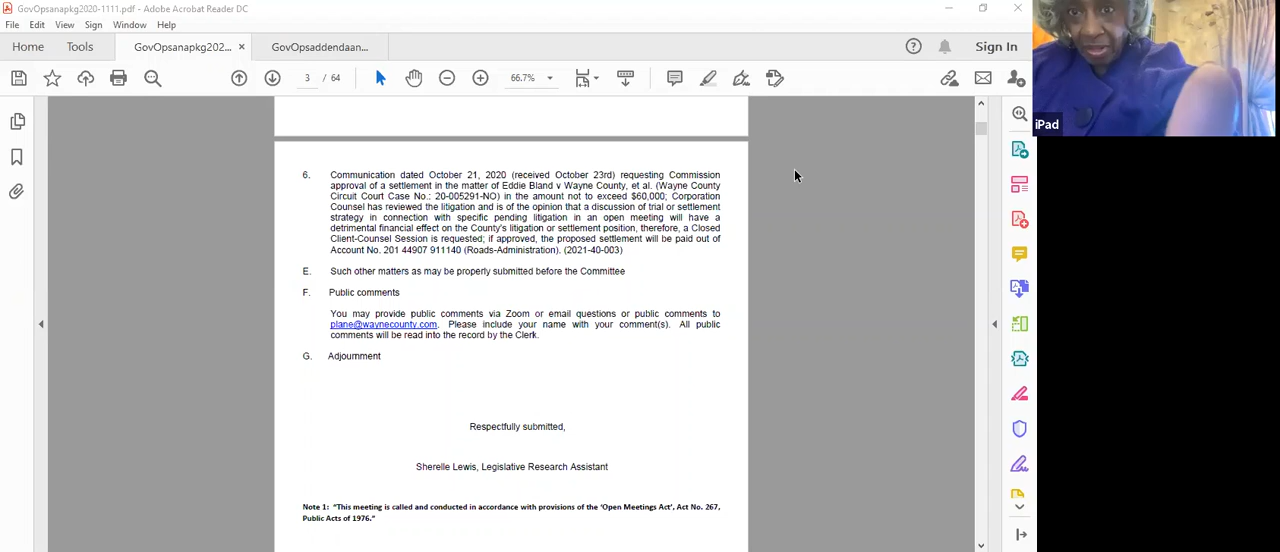 GovOpsanapkg2020-1111.pdf - Adobe Acrobat Reader DC
File Edit View Sign Window Help
Home Tools GovOpsanapkg202... × GovOpsaddendaan... Sign In
3 / 64 66.7%
iPad
6. Communication dated October 21, 2020 (received October 23rd) requesting Commission
approval of a settlement in the matter of Eddie Bland v Wayne County, et al. (Wayne County
Circuit Court Case No.: 20-005291-NO) in the amount not to exceed $60,000; Corporation
Counsel has reviewed the litigation and is of the opinion that a discussion of trial or settlement
strategy in connection with specific pending litigation in an open meeting will have a
detrimental financial effect on the County's litigation or settlement position, therefore, a Closed
Client-Counsel Session is requested; if approved, the proposed settlement will be paid out of
Account No. 201 44907 911140 (Roads-Administration). (2021-40-003)
E. Such other matters as may be properly submitted before the Committee
F. Public comments
You may provide public comments via Zoom or email questions or public comments to
plane@waynecounty.com. Please include your name with your comment(s). All public
comments will be read into the record by the Clerk.
G. Adjournment
Respectfully submitted,
Sherelle Lewis, Legislative Research Assistant
Note 1: "This meeting is called and conducted in accordance with provisions of the 'Open Meetings Act', Act No. 267,
Public Acts of 1976."